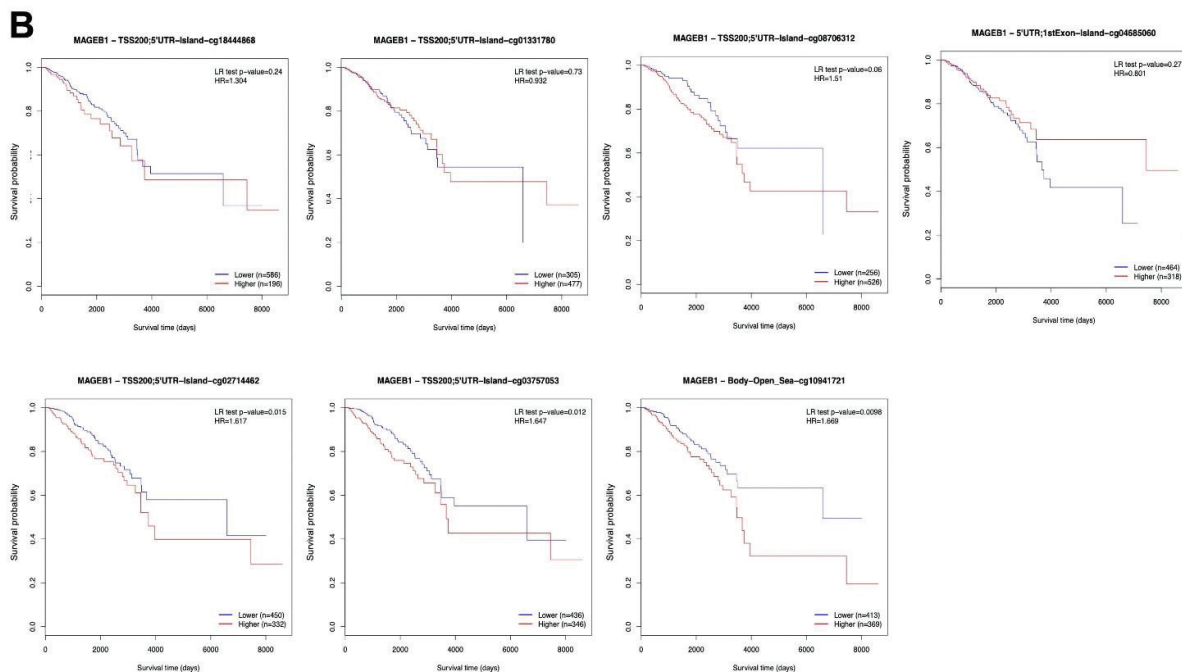 B
MAGEB1 – TSS200;5'UTR–Island–cg18444868
LR test p-value=0.24
HR=1.304
Survival probability
1.0
0.8
0.4
0.2
0.0
Lower (n=586)
Higher (n=196)
0 2000 4000 6000 8000
Survival time (days)
MAGEB1 – TSS200;5'UTR–Island–cg01331780
LR test p-value=0.73
HR=0.932
Survival probability
1.0
0.8
0.6
0.4
0.2
0.0
Lower (n=305)
Higher (n=477)
0 2000 4000 6000 8000
Survival time (days)
MAGEB1 – TSS200;5'UTR–Island–cg08706312
LR test p-value=0.06
HR=1.51
Survival probability
1.0
0.8
0.6
0.4
0.2
0.0
Lower (n=256)
Higher (n=526)
0 2000 4000 6000 8000
Survival time (days)
MAGEB1 – 5'UTR;1stExon–Island–cg04685060
LR test p-value=0.27
HR=0.801
Survival probability
1.0
0.8
0.6
0.4
0.2
0.0
Lower (n=464)
Higher (n=318)
0 2000 4000 6000 8000
Survival time (days)
MAGEB1 – TSS200;5'UTR–Island–cg02714462
LR test p-value=0.015
HR=1.617
Survival probability
1.0
0.8
0.6
0.4
0.2
0.0
Lower (n=450)
Higher (n=332)
0 2000 4000 6000 8000
Survival time (days)
MAGEB1 – TSS200;5'UTR–Island–cg03757053
LR test p-value=0.012
HR=1.647
Survival probability
1.0
0.8
0.6
0.4
0.2
0.0
Lower (n=436)
Higher (n=346)
0 2000 4000 6000 8000
Survival time (days)
MAGEB1 – Body–Open_Sea–cg10941721
LR test p-value=0.0098
HR=1.669
Survival probability
1.0
0.8
0.6
0.4
0.2
0.0
Lower (n=413)
Higher (n=369)
0 2000 4000 6000 8000
Survival time (days)